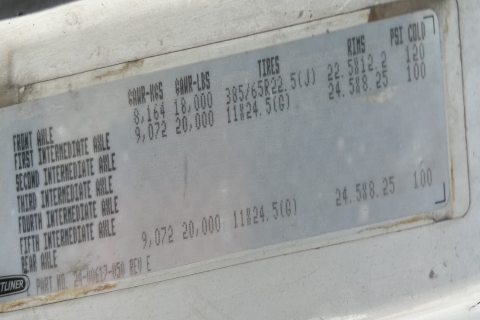 GAWR-KGS GAWR-LBS TIRES RIMS PSI COLD
FRONT AXLE 8,164 18,000 385/65R22.5(J) 22.5X12.2 120
FIRST INTERMEDIATE AXLE 9,072 20,000 11R24.5(G) 24.5X8.25 100
SECOND INTERMEDIATE AXLE
THIRD INTERMEDIATE AXLE
FOURTH INTERMEDIATE AXLE
FIFTH INTERMEDIATE AXLE
REAR AXLE 9,072 20,000 11R24.5(G) 24.5X8.25 100
PART NO. REV E